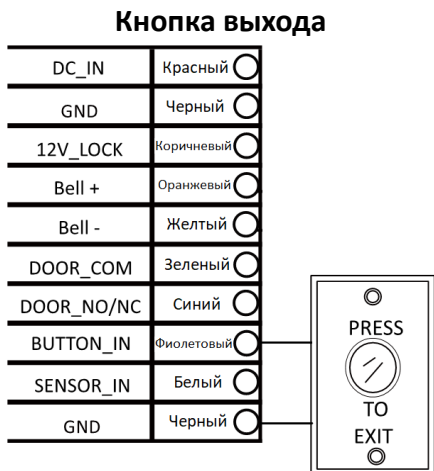 Кнопка выхода
DC_IN Красный
GND Черный
12V_LOCK Коричневый
Bell + Оранжевый
Bell - Желтый
DOOR_COM Зеленый
DOOR_NO/NC Синий
BUTTON_IN Фиолетовый
SENSOR_IN Белый
GND Черный
PRESS
TO
EXIT